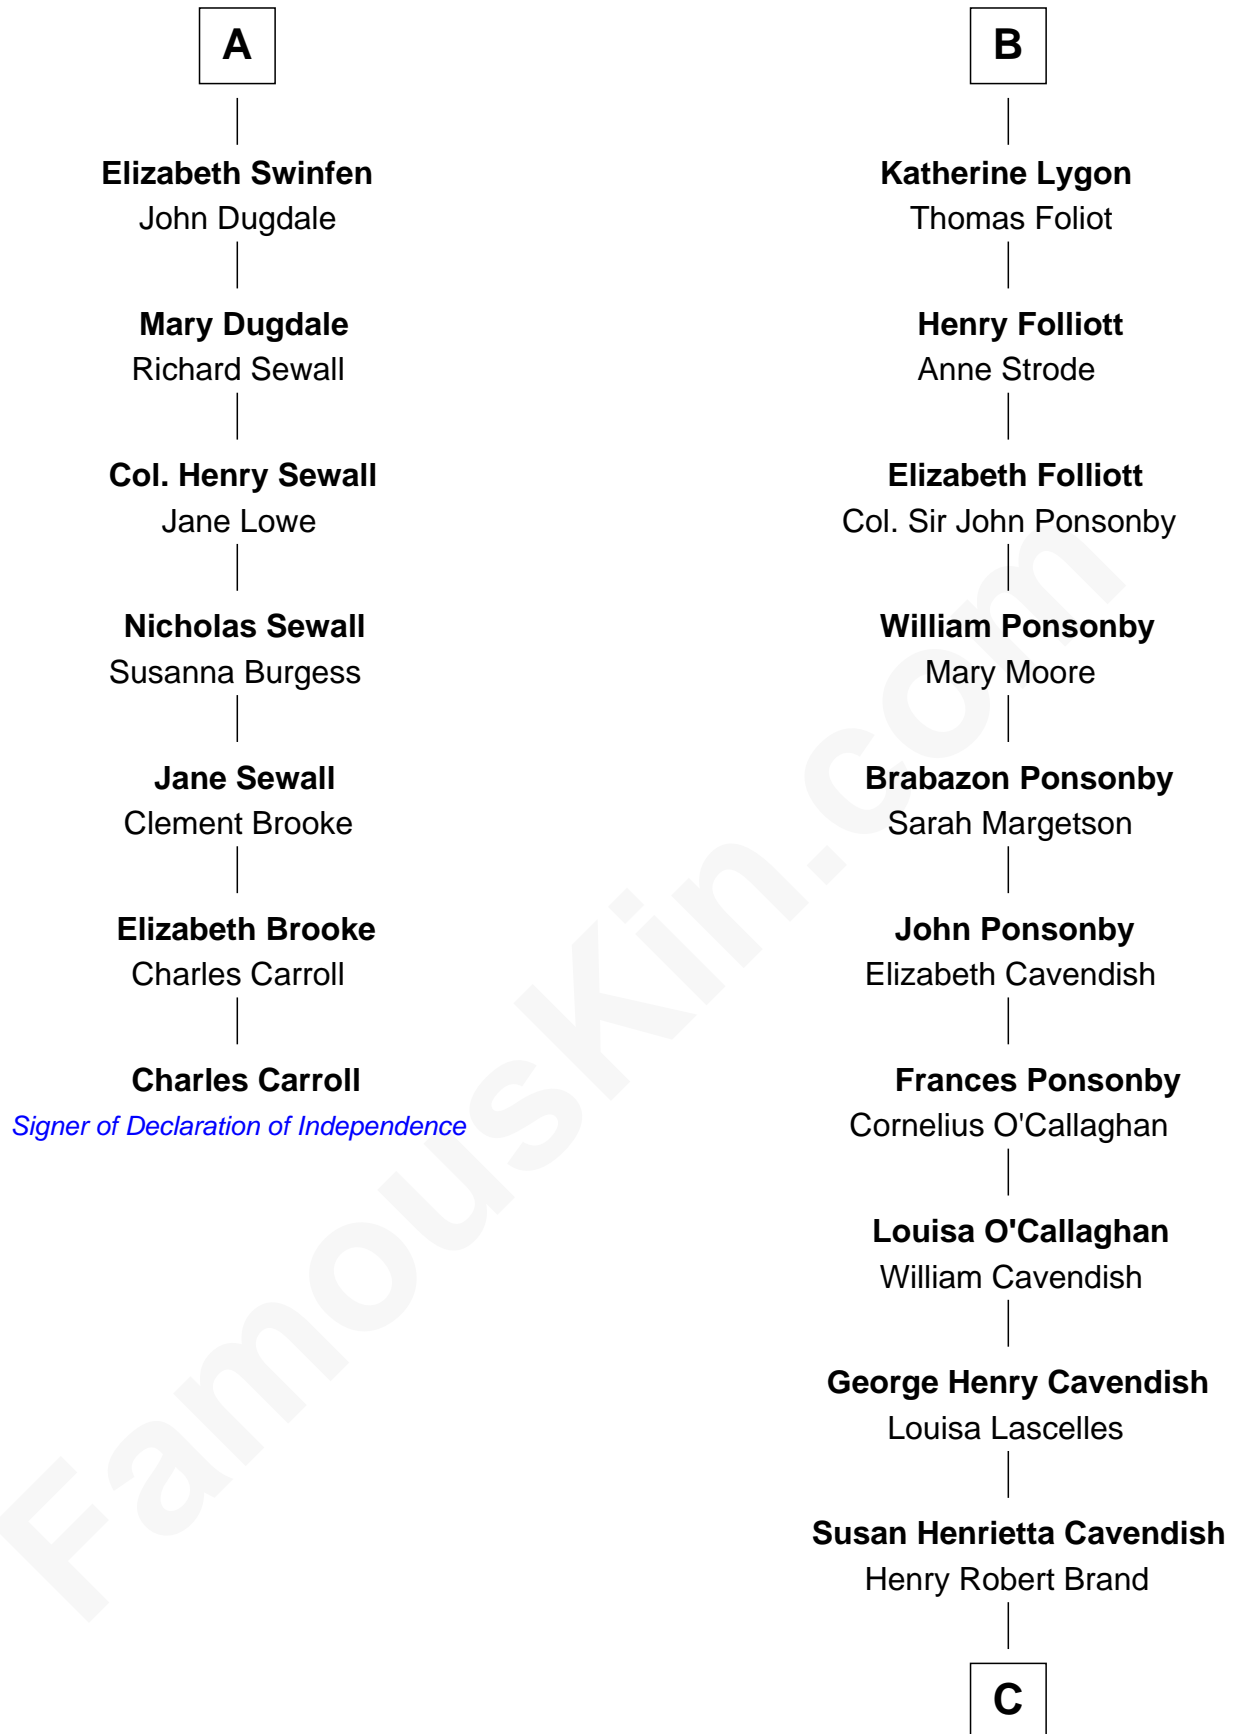 A
Elizabeth Swinfen
John Dugdale
Mary Dugdale
Richard Sewall
Col. Henry Sewall
Jane Lowe
Nicholas Sewall
Susanna Burgess
Jane Sewall
Clement Brooke
Elizabeth Brooke
Charles Carroll
Charles Carroll
Signer of Declaration of Independence
B
Katherine Lygon
Thomas Foliot
Henry Folliott
Anne Strode
Elizabeth Folliott
Col. Sir John Ponsonby
William Ponsonby
Mary Moore
Brabazon Ponsonby
Sarah Margetson
John Ponsonby
Elizabeth Cavendish
Frances Ponsonby
Cornelius O'Callaghan
Louisa O'Callaghan
William Cavendish
George Henry Cavendish
Louisa Lascelles
Susan Henrietta Cavendish
Henry Robert Brand
C
FamousKin.com